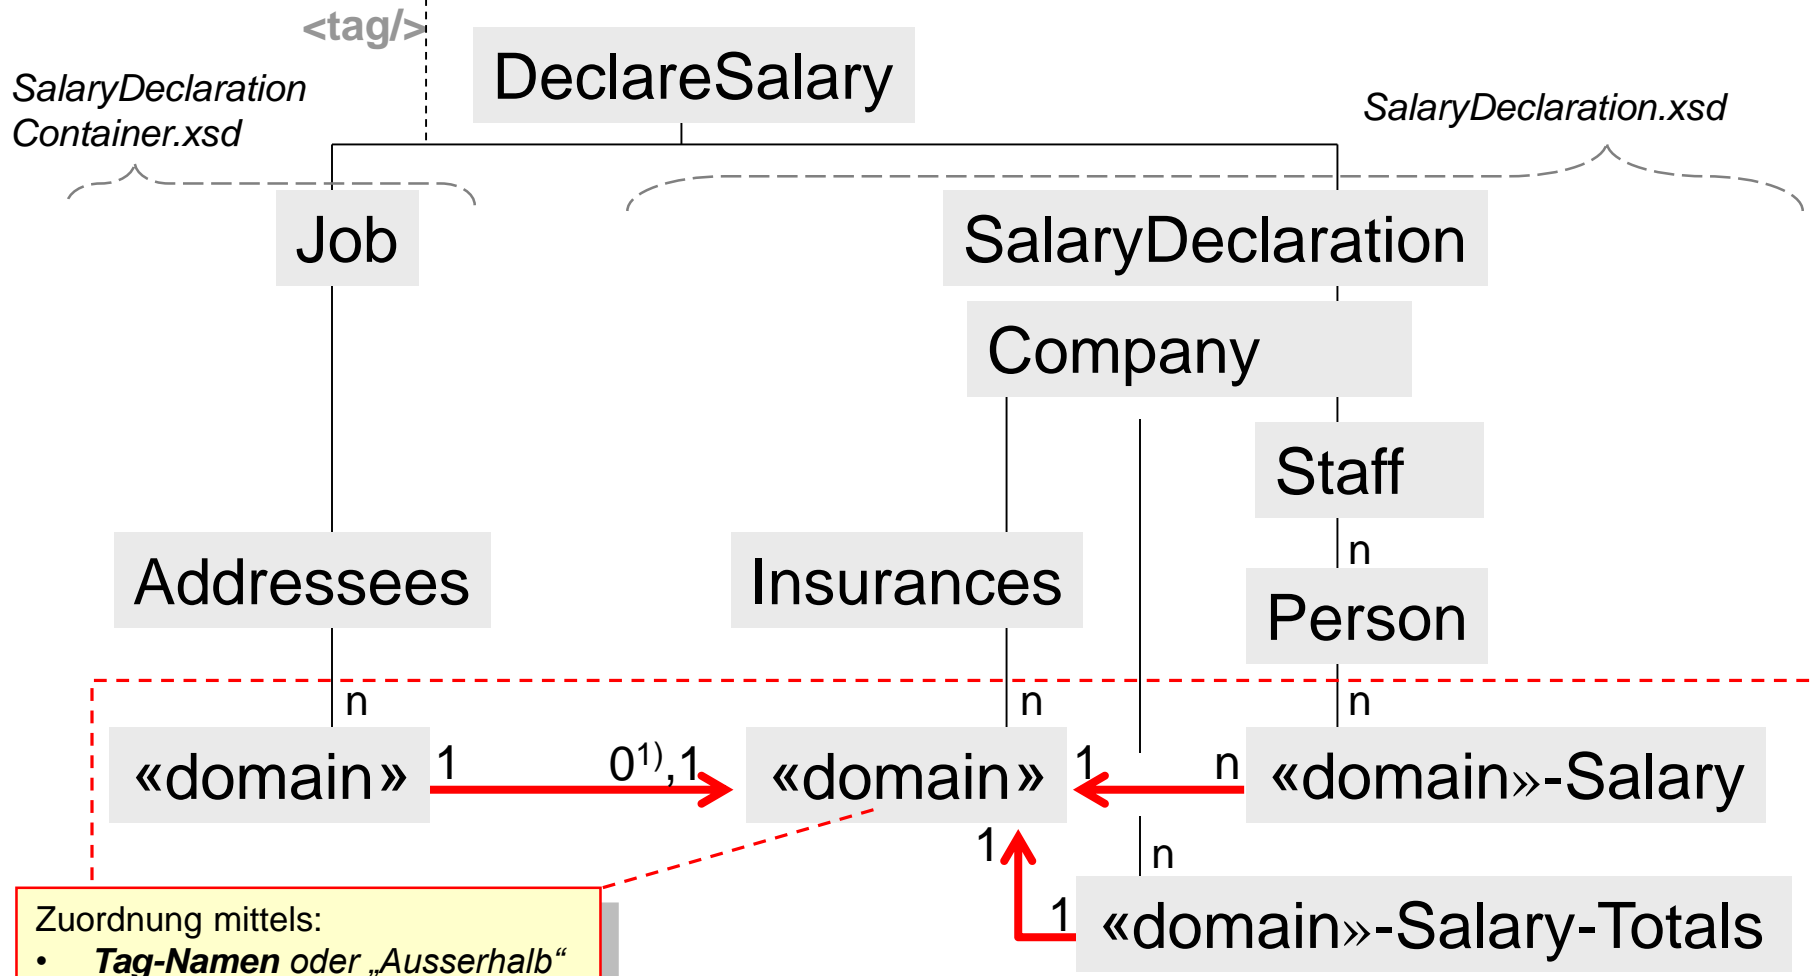 <tag/>
DeclareSalary
SalaryDeclaration
Container.xsd
SalaryDeclaration.xsd
Job
SalaryDeclaration
Company
Staff
n
Addressees
Insurances
Person
n
n
n
«domain»
1
0¹⁾,1
«domain»
1
n
«domain»-Salary
1
n
1
«domain»-Salary-Totals
Zuordnung mittels:
• Tag-Namen oder „Ausserhalb“